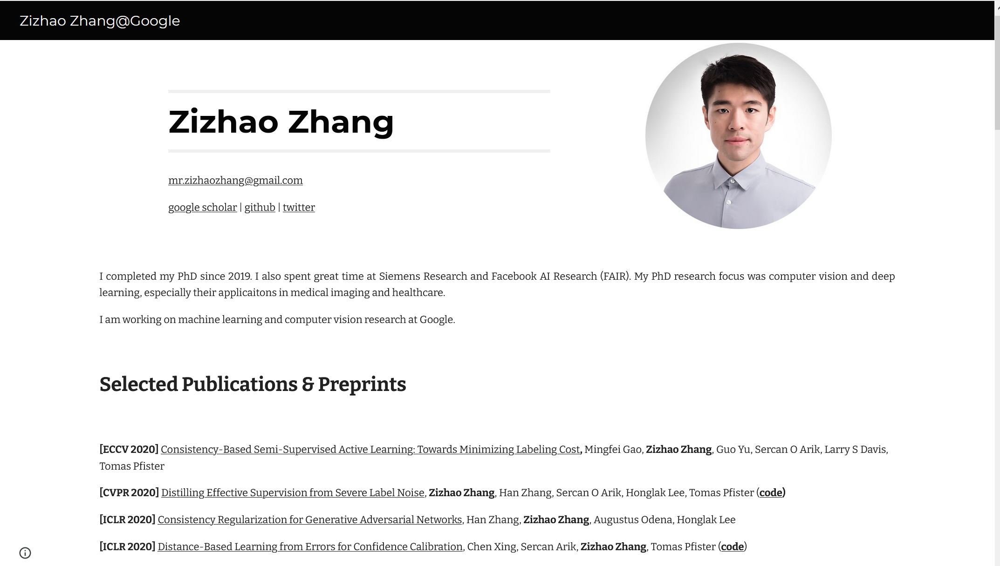 Zizhao Zhang@Google
Zizhao Zhang
mr.zizhaozhang@gmail.com
google scholar | github | twitter
I completed my PhD since 2019. I also spent great time at Siemens Research and Facebook AI Research (FAIR). My PhD research focus was computer vision and deep
learning, especially their applicaitons in medical imaging and healthcare.
I am working on machine learning and computer vision research at Google.
Selected Publications & Preprints
[ECCV 2020] Consistency-Based Semi-Supervised Active Learning: Towards Minimizing Labeling Cost, Mingfei Gao, Zizhao Zhang, Guo Yu, Sercan O Arik, Larry S Davis,
Tomas Pfister
[CVPR 2020] Distilling Effective Supervision from Severe Label Noise, Zizhao Zhang, Han Zhang, Sercan O Arik, Honglak Lee, Tomas Pfister (code)
[ICLR 2020] Consistency Regularization for Generative Adversarial Networks, Han Zhang, Zizhao Zhang, Augustus Odena, Honglak Lee
[ICLR 2020] Distance-Based Learning from Errors for Confidence Calibration, Chen Xing, Sercan Arik, Zizhao Zhang, Tomas Pfister (code)